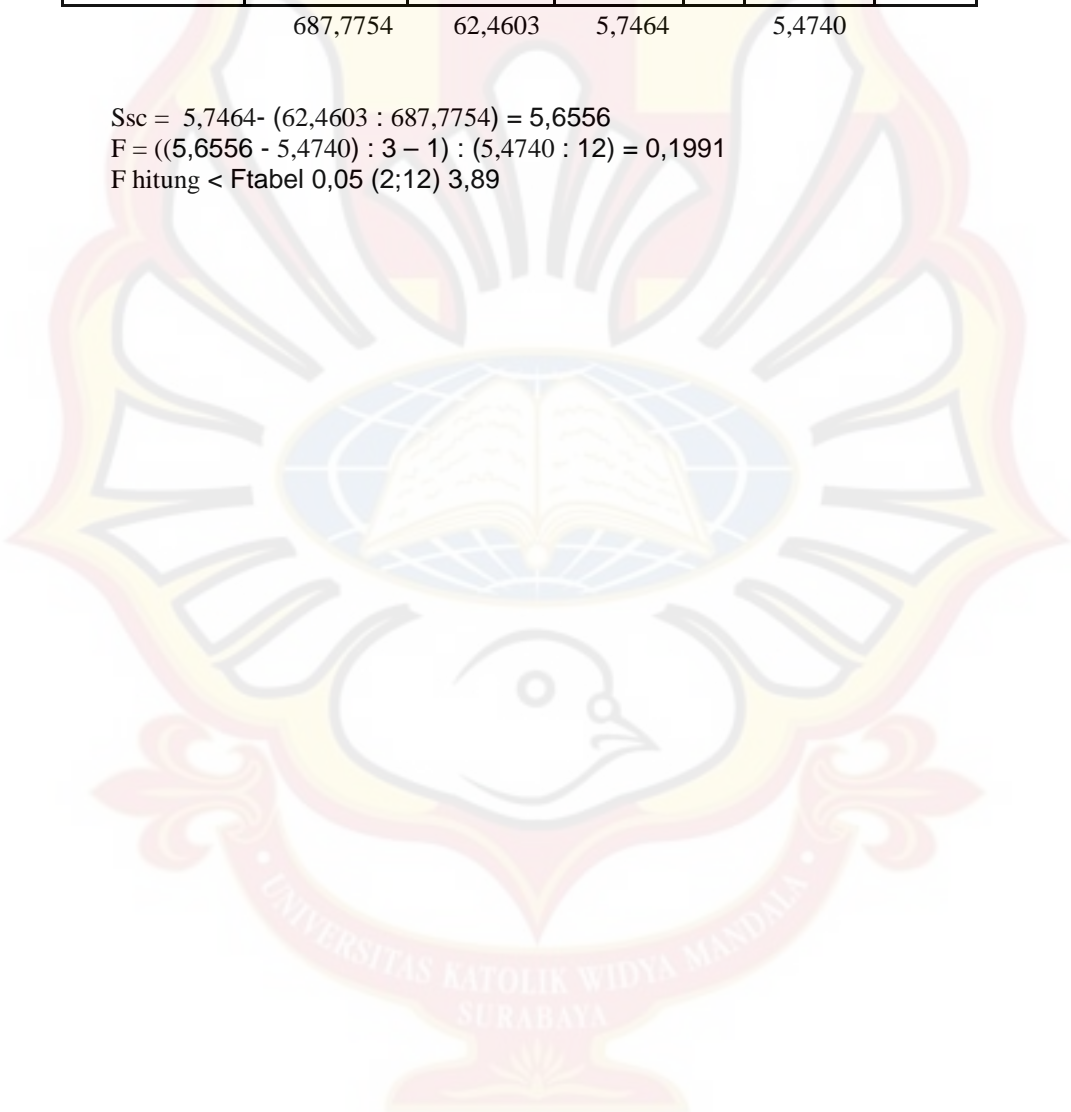 687,7754 62,4603 5,7464 5,4740
Ssc = 5,7464- (62,4603 : 687,7754) = 5,6556
F = ((5,6556 - 5,4740) : 3 – 1) : (5,4740 : 12) = 0,1991
F hitung < Ftabel 0,05 (2;12) 3,89
UNIVERSITAS KATOLIK WIDYA MANDALA
SURABAYA